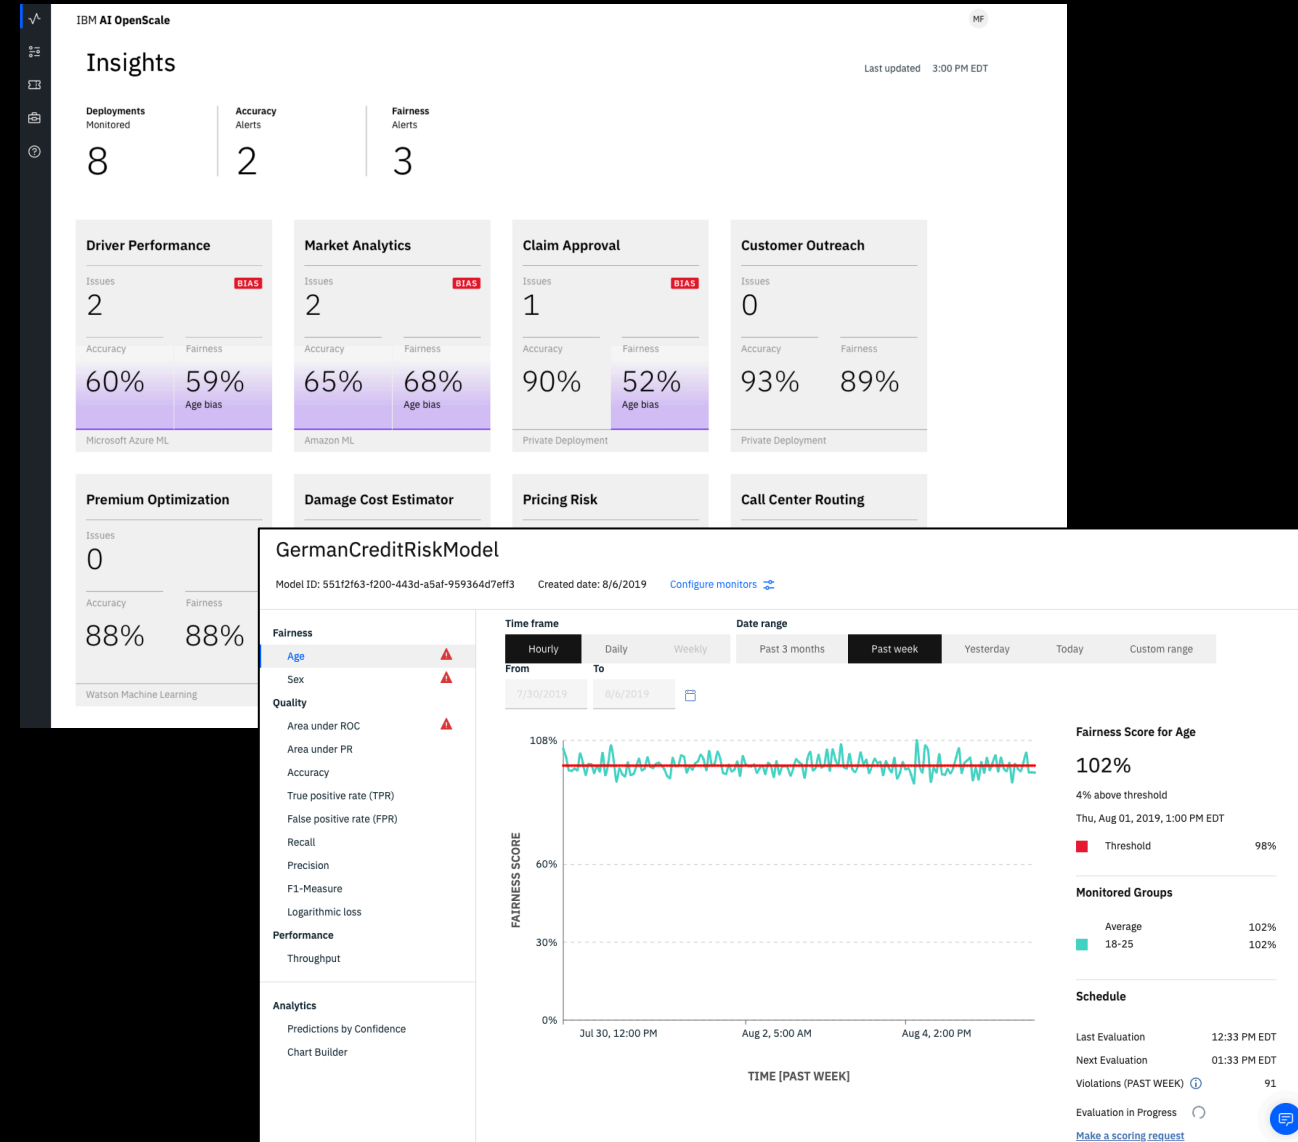 IBM AI OpenScale
MF
Insights
Last updated 3:00 PM EDT
Deployments
Monitored
8
Accuracy
Alerts
2
Fairness
Alerts
3
Driver Performance
Issues
BIAS
2
Accuracy Fairness
60% 59%
Age bias
Microsoft Azure ML
Market Analytics
Issues
BIAS
2
Accuracy Fairness
65% 68%
Age bias
Amazon ML
Claim Approval
Issues
BIAS
1
Accuracy Fairness
90% 52%
Age bias
Private Deployment
Customer Outreach
Issues
0
Accuracy Fairness
93% 89%
Private Deployment
Premium Optimization
Issues
0
Accuracy Fairness
88% 88%
Watson Machine Learning
Damage Cost Estimator
Pricing Risk
Call Center Routing
GermanCreditRiskModel
Model ID: 551f2f63-f200-443d-a5af-959364d7eff3 Created date: 8/6/2019 Configure monitors
Fairness
Age
Sex
Quality
Area under ROC
Area under PR
Accuracy
True positive rate (TPR)
False positive rate (FPR)
Recall
Precision
F1-Measure
Logarithmic loss
Performance
Throughput
Analytics
Predictions by Confidence
Chart Builder
Time frame
Hourly Daily Weekly
Date range
Past 3 months Past week Yesterday Today Custom range
From To
7/30/2019 8/6/2019
108%
60%
30%
0%
FAIRNESS SCORE
Jul 30, 12:00 PM Aug 2, 5:00 AM Aug 4, 2:00 PM
TIME [PAST WEEK]
Fairness Score for Age
102%
4% above threshold
Thu, Aug 01, 2019, 1:00 PM EDT
Threshold 98%
Monitored Groups
Average 102%
18-25 102%
Schedule
Last Evaluation 12:33 PM EDT
Next Evaluation 01:33 PM EDT
Violations (PAST WEEK) 91
Evaluation in Progress
Make a scoring request